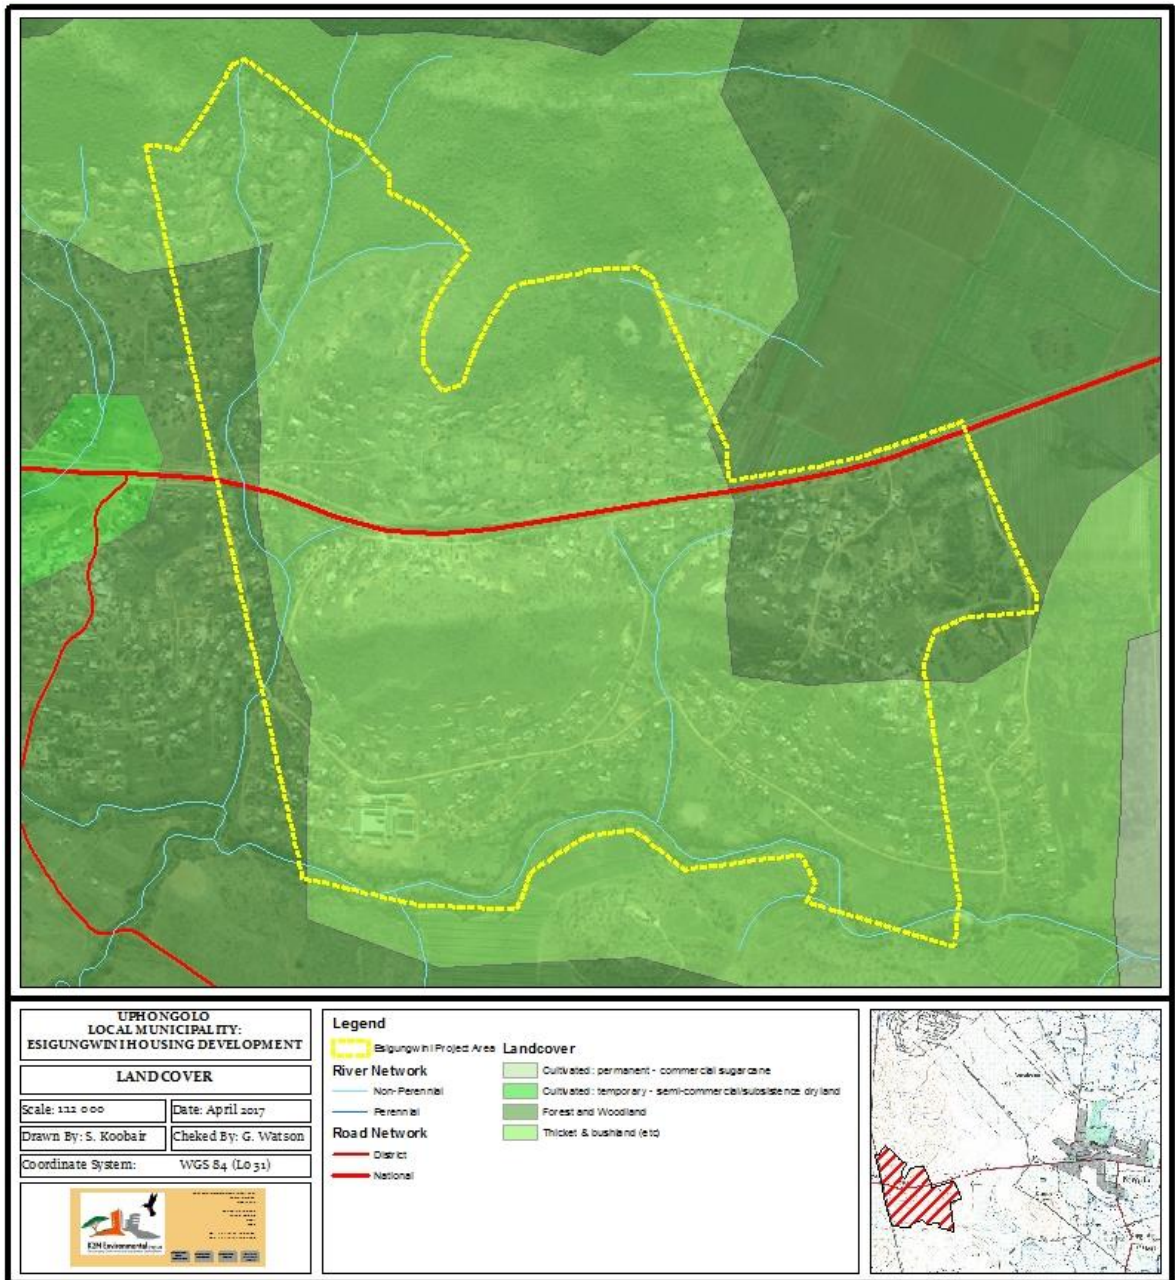 UPHONGOLO
LOCAL MUNICIPALITY:
ESIGUNGWINI HOUSING DEVELOPMENT
LANDCOVER
Scale: 1:12 000
Date: April 2017
Drawn By: S. Koobair
Cheked By: G. Watson
Coordinate System: WGS 84 (Lo 31)
K2M Environmental
Legend
Esigungwini Project Area
River Network
Non-Perennial
Perennial
Road Network
District
National
Landcover
Cultivated: permanent - commercial sugarcane
Cultivated: temporary - semi-commercial/subsistence dryland
Forest and Woodland
Thicket & bushland (etc)